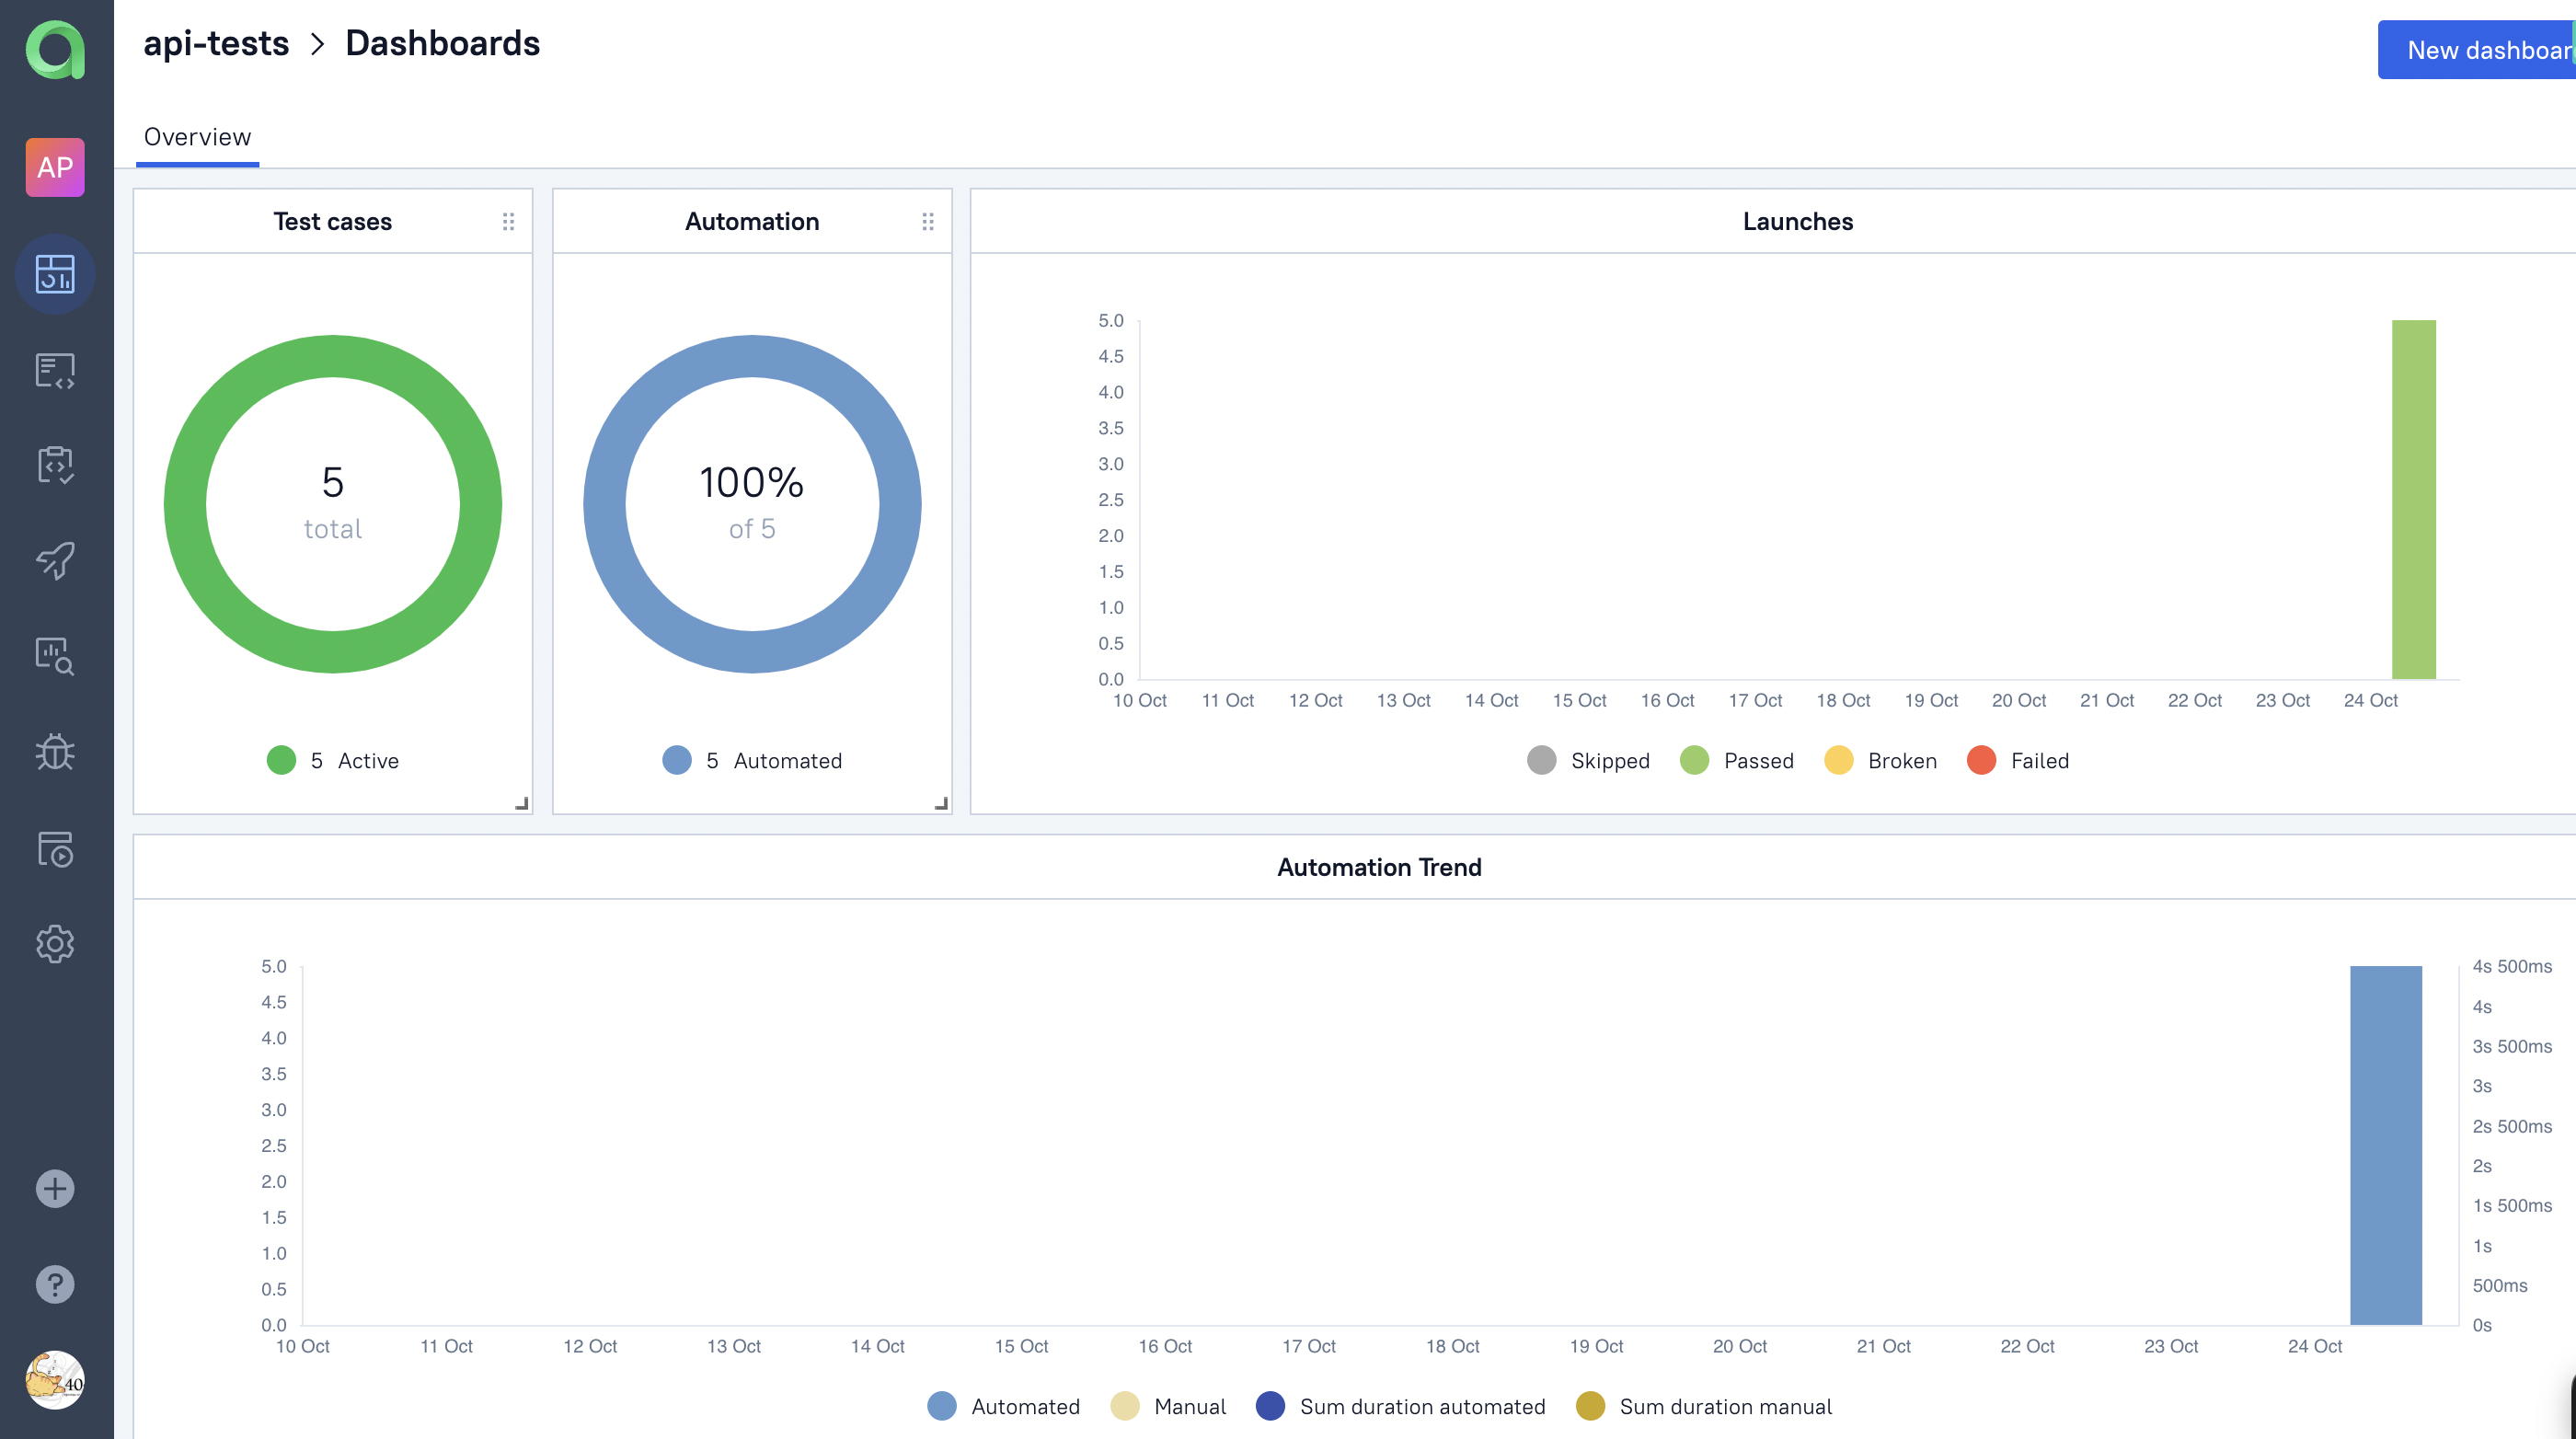 api-tests > Dashboards
New dashboar
Overview
AP
Test cases
5
total
5 Active
Automation
100%
of 5
5 Automated
Launches
5.0
4.5
4.0
3.5
3.0
2.5
2.0
1.5
1.0
0.5
0.0
10 Oct 11 Oct 12 Oct 13 Oct 14 Oct 15 Oct 16 Oct 17 Oct 18 Oct 19 Oct 20 Oct 21 Oct 22 Oct 23 Oct 24 Oct
Skipped Passed Broken Failed
Automation Trend
5.0
4.5
4.0
3.5
3.0
2.5
2.0
1.5
1.0
0.5
0.0
4s 500ms
4s
3s 500ms
3s
2s 500ms
2s
1s 500ms
1s
500ms
0s
10 Oct 11 Oct 12 Oct 13 Oct 14 Oct 15 Oct 16 Oct 17 Oct 18 Oct 19 Oct 20 Oct 21 Oct 22 Oct 23 Oct 24 Oct
Automated Manual Sum duration automated Sum duration manual
40